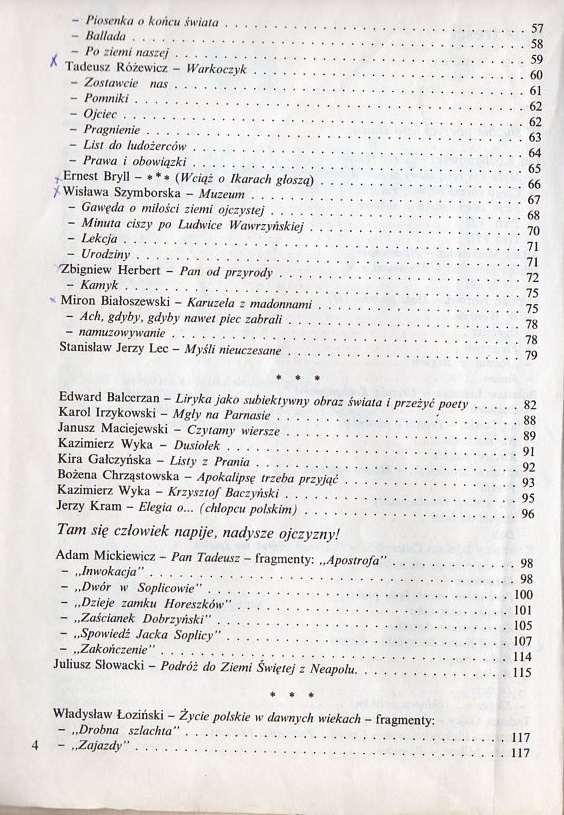 – Piosenka o końcu świata . . . . 57
– Ballada . . . . 58
– Po ziemi naszej . . . . 59
Tadeusz Różewicz – Warkoczyk . . . . 60
– Zostawcie nas . . . . 61
– Pomniki . . . . 62
– Ojciec . . . . 62
– Pragnienie . . . . 63
– List do ludożerców . . . . 64
– Prawa i obowiązki . . . . 65
Ernest Bryll – * * * (Wciąż o Ikarach głoszą) . . . . 66
Wisława Szymborska – Muzeum . . . . 67
– Gawęda o miłości ziemi ojczystej . . . . 68
– Minuta ciszy po Ludwice Wawrzyńskiej . . . . 70
– Lekcja . . . . 71
– Urodziny . . . . 71
Zbigniew Herbert – Pan od przyrody . . . . 72
– Kamyk . . . . 75
Miron Białoszewski – Karuzela z madonnami . . . . 75
– Ach, gdyby, gdyby nawet piec zabrali . . . . 78
– namuzowywanie . . . . 78
Stanisław Jerzy Lec – Myśli nieuczesane . . . . 79
* * *
Edward Balcerzan – Liryka jako subiektywny obraz świata i przeżyć poety . . . . 82
Karol Irzykowski – Mgły na Parnasie . . . . 88
Janusz Maciejewski – Czytamy wiersze . . . . 89
Kazimierz Wyka – Dusiołek . . . . 91
Kira Gałczyńska – Listy z Prania . . . . 92
Bożena Chrząstowska – Apokalipsę trzeba przyjąć . . . . 93
Kazimierz Wyka – Krzysztof Baczyński . . . . 95
Jerzy Kram – Elegia o... (chłopcu polskim) . . . . 96
Tam się człowiek napije, nadysze ojczyzny!
Adam Mickiewicz – Pan Tadeusz – fragmenty: „Apostrofa” . . . . 98
– „Inwokacja” . . . . 98
– „Dwór w Soplicowie” . . . . 100
– „Dzieje zamku Horeszków” . . . . 101
– „Zaścianek Dobrzyński” . . . . 105
– „Spowiedź Jacka Soplicy” . . . . 107
– „Zakończenie” . . . . 114
Juliusz Słowacki – Podróż do Ziemi Świętej z Neapolu. . . . . 115
* * *
Władysław Łoziński – Życie polskie w dawnych wiekach – fragmenty:
– „Drobna szlachta” . . . . 117
4 – „Zajazdy” . . . . 117